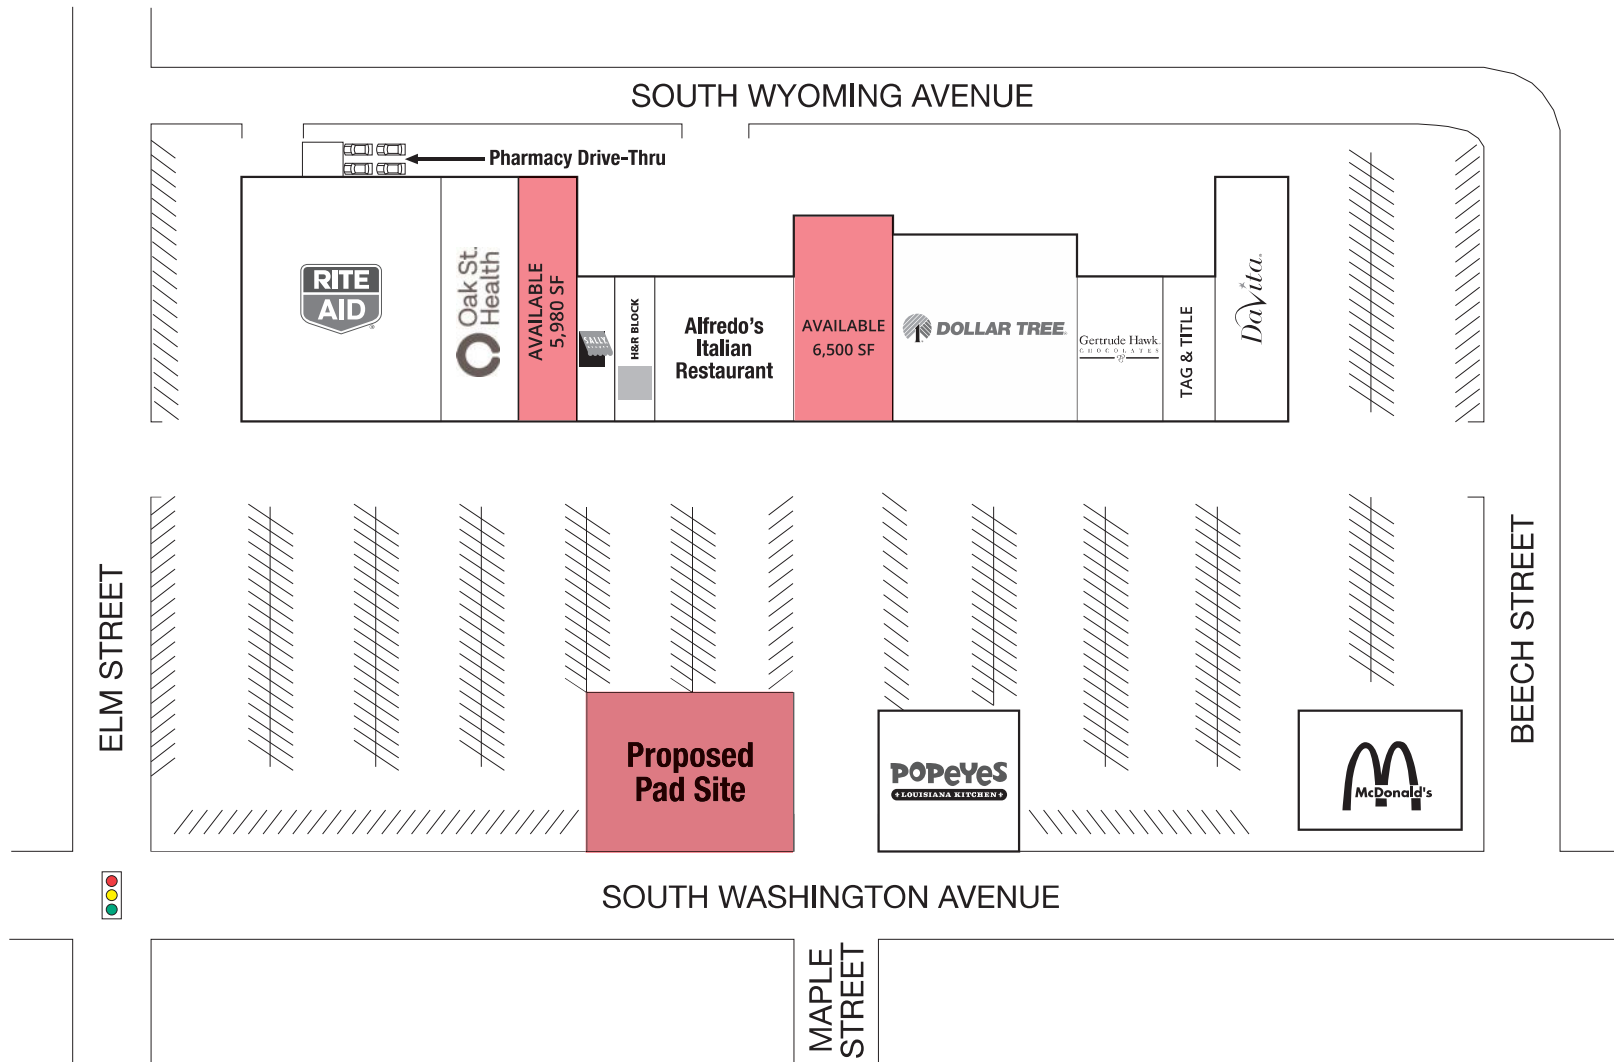 SOUTH WYOMING AVENUE
Pharmacy Drive-Thru
RITE
AID
Oak St.
Health
AVAILABLE
5,980 SF
SALLY
H&R BLOCK
Alfredo's
Italian
Restaurant
AVAILABLE
6,500 SF
DOLLAR TREE
Gertrude Hawk
CHOCOLATES
TAG & TITLE
DaVita
ELM STREET
BEECH STREET
Proposed
Pad Site
POPEYES
LOUISIANA KITCHEN
McDonald's
SOUTH WASHINGTON AVENUE
MAPLE
STREET